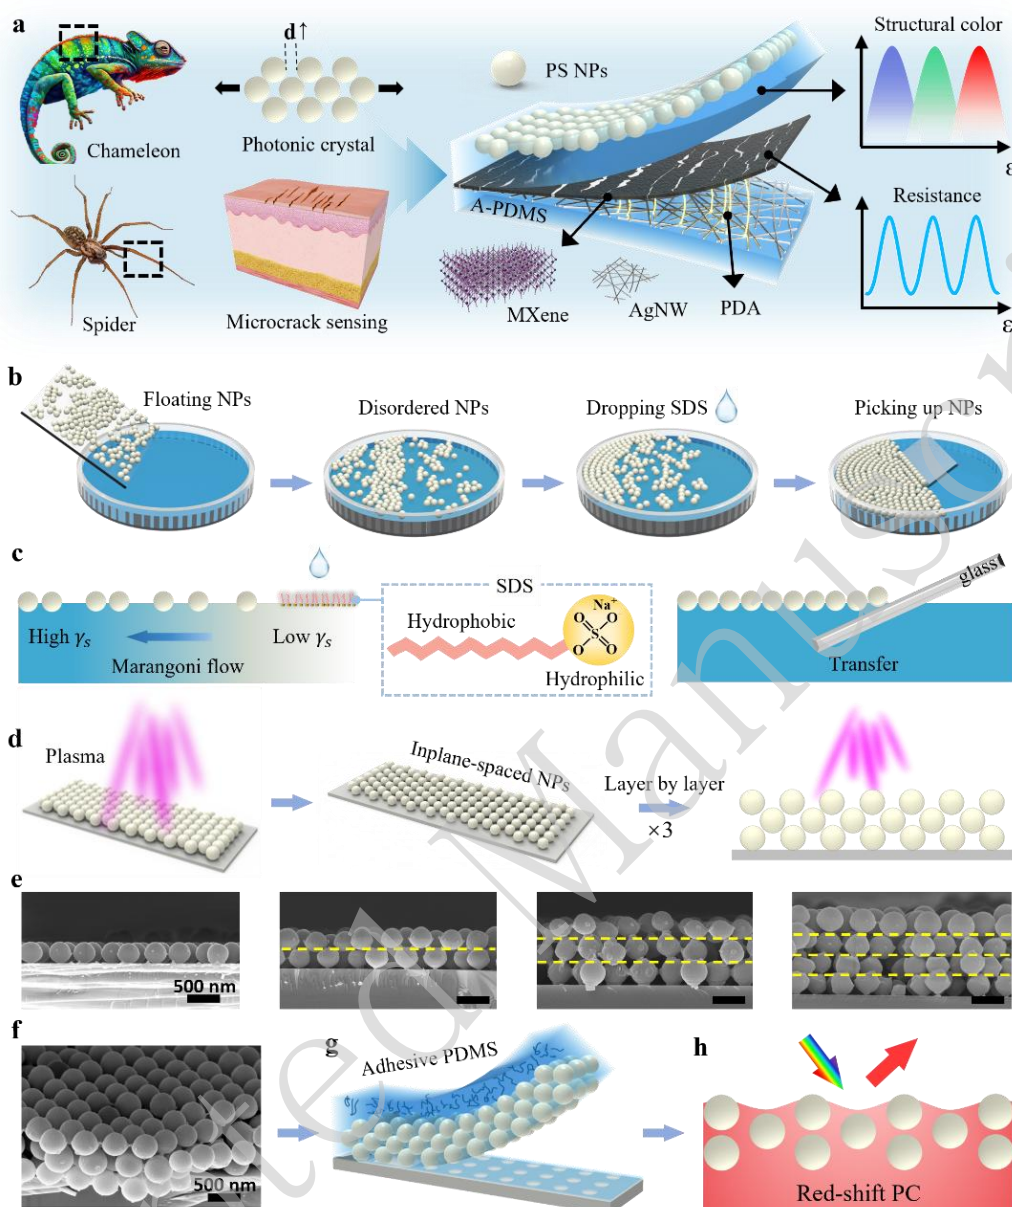 a
Chameleon
d↑
Photonic crystal
PS NPs
Structural color
ε
Spider
Microcrack sensing
A-PDMS
MXene
AgNW
PDA
Resistance
ε
b
Floating NPs
Disordered NPs
Dropping SDS
Picking up NPs
c
High γs
Low γs
Marangoni flow
SDS
Hydrophobic
Na+
O O
S
O O
Hydrophilic
glass
Transfer
d
Plasma
Inplane-spaced NPs
Layer by layer
×3
e
500 nm
f
500 nm
g
Adhesive PDMS
h
Red-shift PC